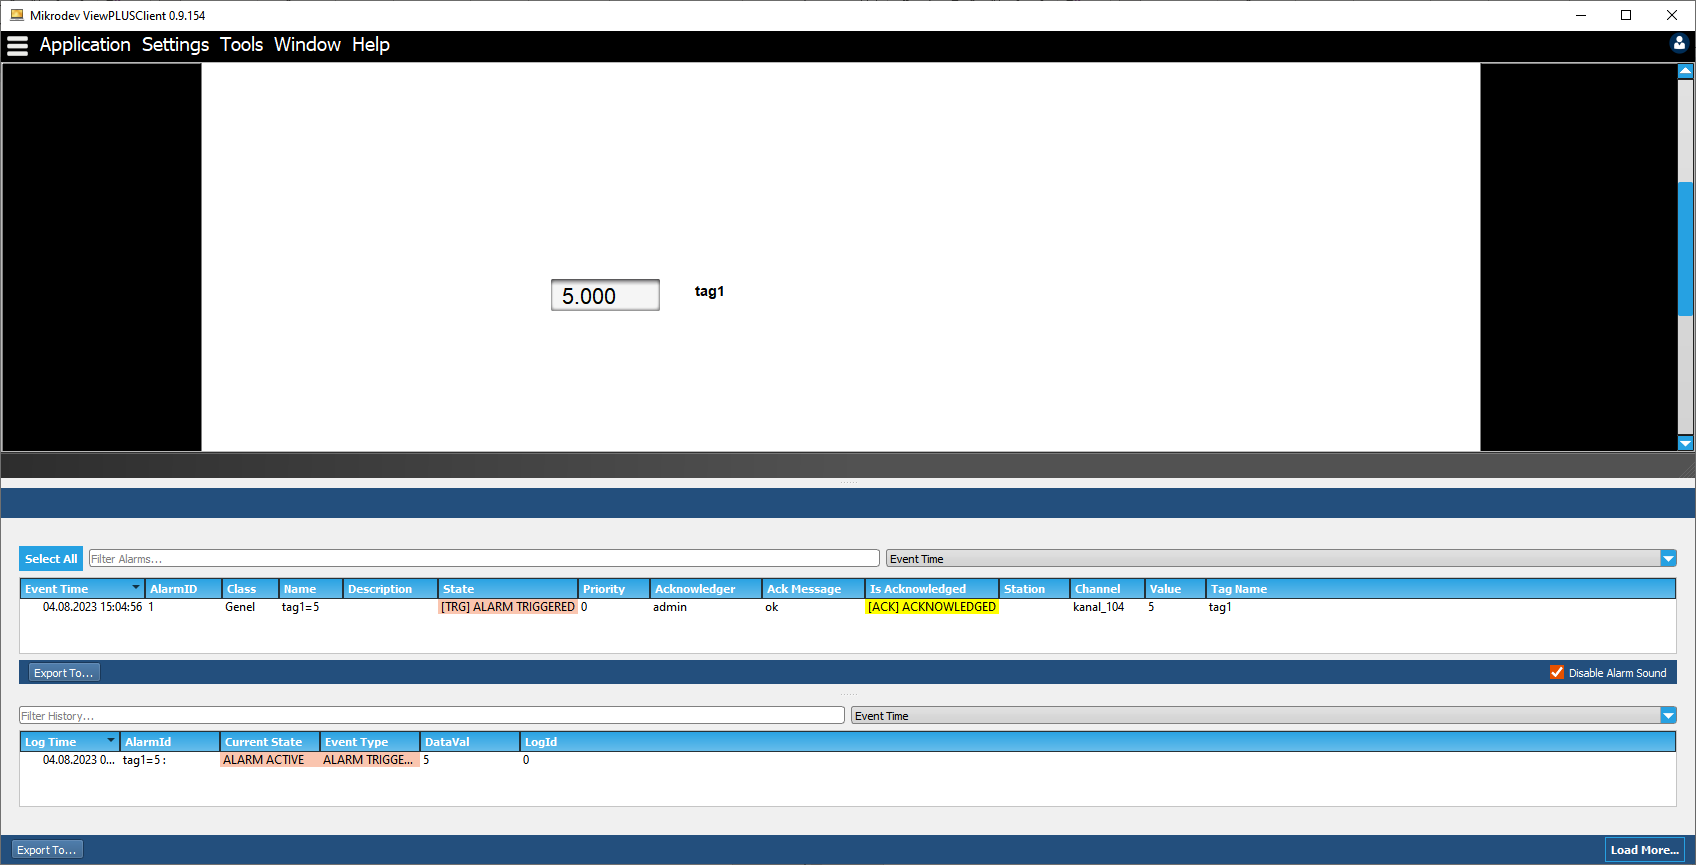 Mikrodev ViewPLUSClient 0.9.154
Application Settings Tools Window Help
5.000 tag1
Select All Filter Alarms... Event Time
Event Time AlarmID Class Name Description State Priority Acknowledger Ack Message Is Acknowledged Station Channel Value Tag Name
04.08.2023 15:04:56 1 Genel tag1=5 [TRG] ALARM TRIGGERED 0 admin ok [ACK] ACKNOWLEDGED kanal_104 5 tag1
Export To... Disable Alarm Sound
Filter History... Event Time
Log Time AlarmId Current State Event Type DataVal LogId
04.08.2023 0... tag1=5 : ALARM ACTIVE ALARM TRIGGE... 5 0
Export To... Load More...